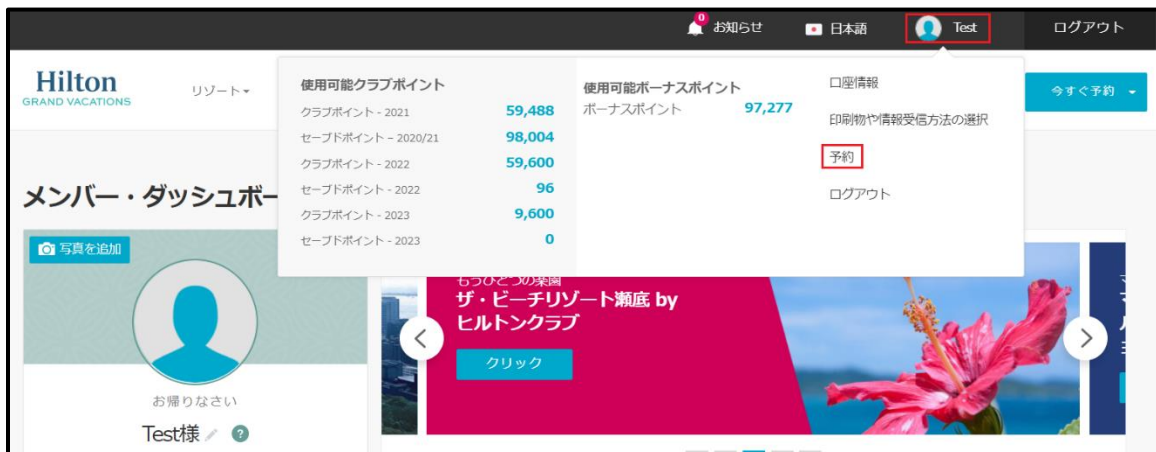 0
お知らせ
日本語
Test
ログアウト
Hilton
GRAND VACATIONS
リゾート
今すぐ予約
使用可能クラブポイント
クラブポイント - 2021 59,488
セーブドポイント – 2020/21 98,004
クラブポイント - 2022 59,600
セーブドポイント - 2022 96
クラブポイント - 2023 9,600
セーブドポイント - 2023 0
使用可能ボーナスポイント
ボーナスポイント 97,277
口座情報
印刷物や情報受信方法の選択
予約
ログアウト
メンバー・ダッシュボー
写真を追加
お帰りなさい
Test様
?
もうひとつの楽園
ザ・ビーチリゾート瀬底 by
ヒルトンクラブ
クリック